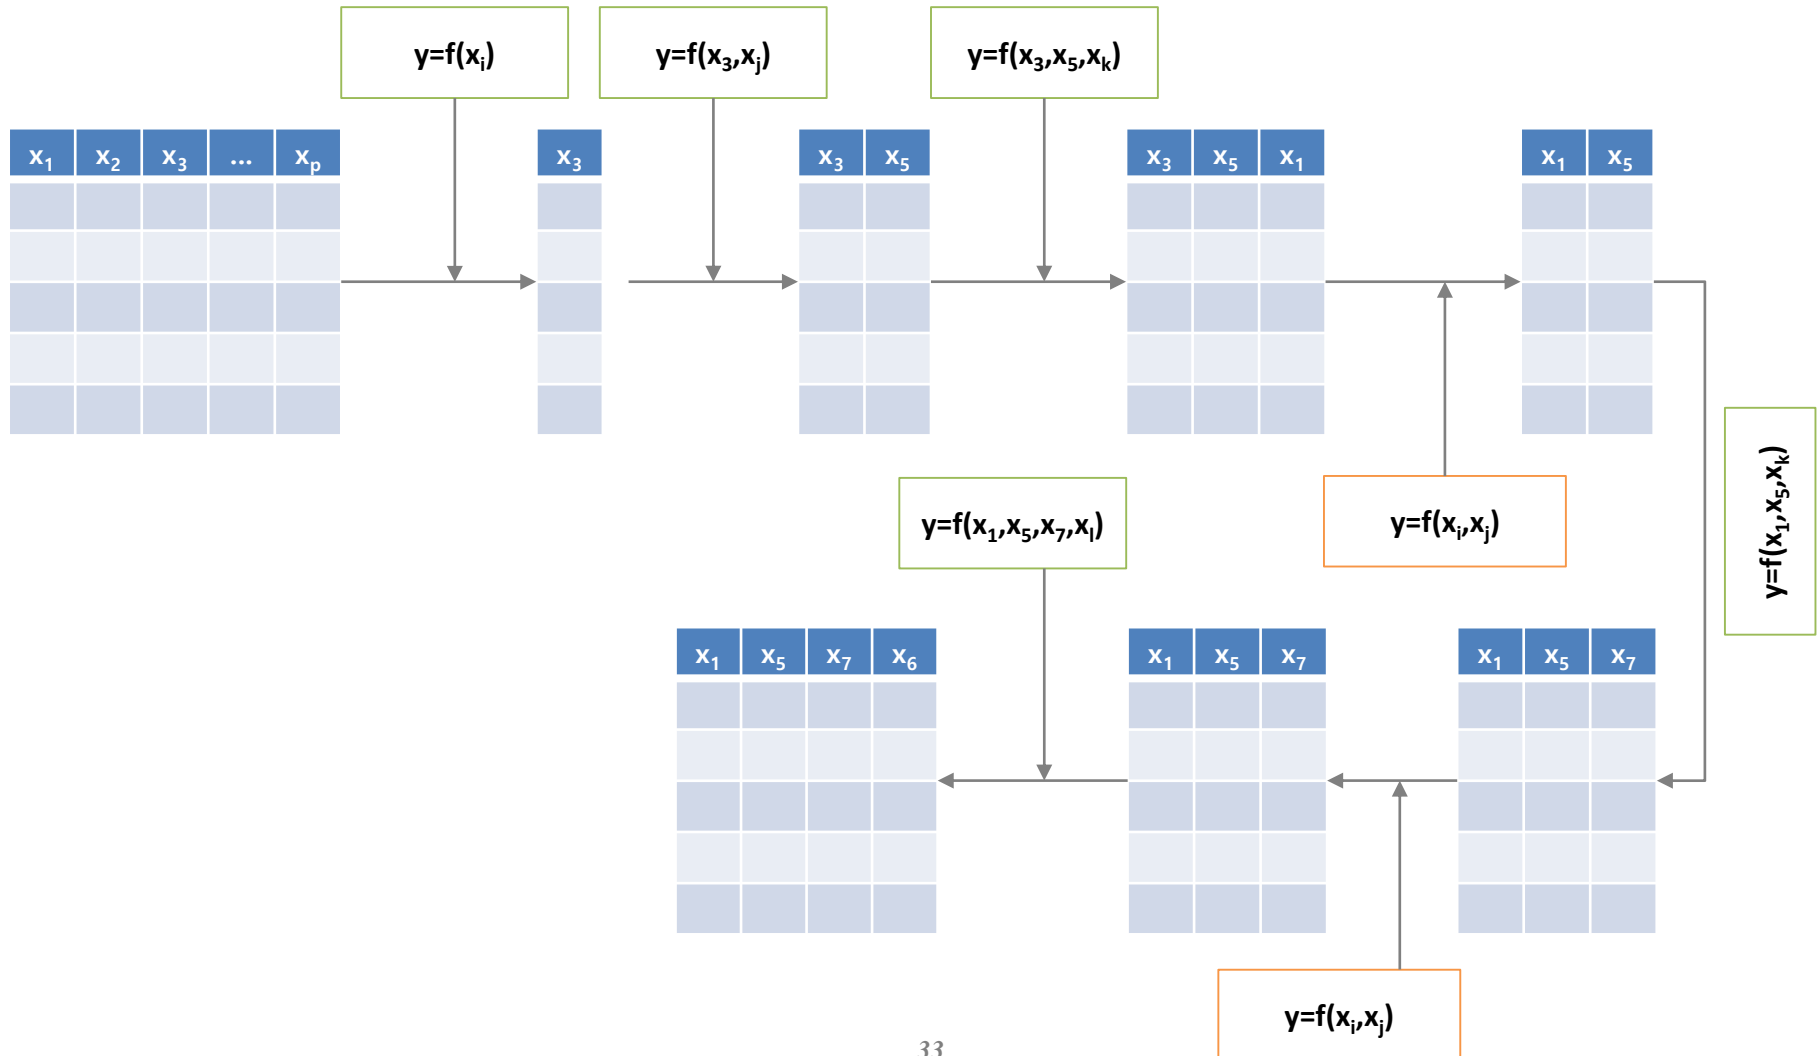 y=f(xᵢ)
y=f(x₃,xⱼ)
y=f(x₃,x₅,xₖ)
x₁ x₂ x₃ ... xₚ
x₃
x₃ x₅
x₃ x₅ x₁
x₁ x₅
y=f(x₁,x₅,xₖ)
y=f(xᵢ,xⱼ)
y=f(x₁,x₅,x₇,xₗ)
x₁ x₅ x₇ x₆
x₁ x₅ x₇
x₁ x₅ x₇
y=f(xᵢ,xⱼ)
33